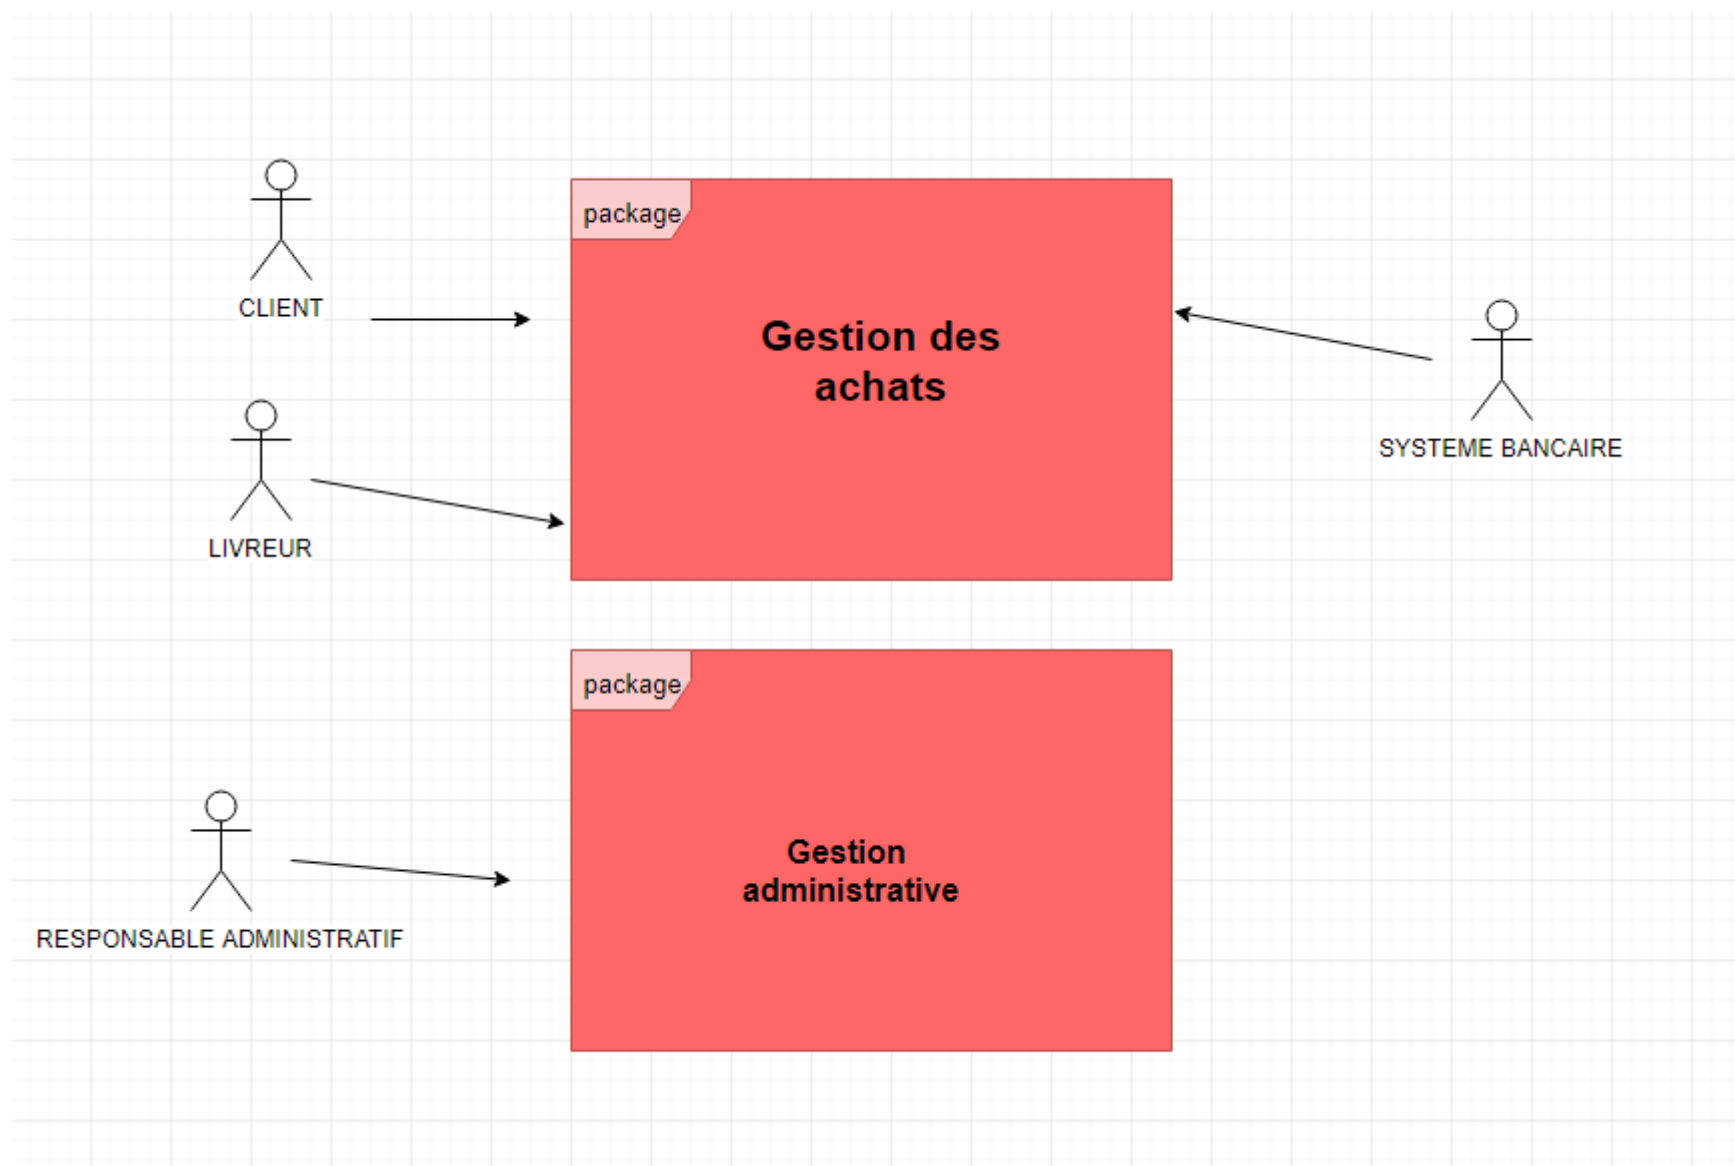 package
CLIENT
Gestion des
achats
SYSTEME BANCAIRE
LIVREUR
package
Gestion
administrative
RESPONSABLE ADMINISTRATIF